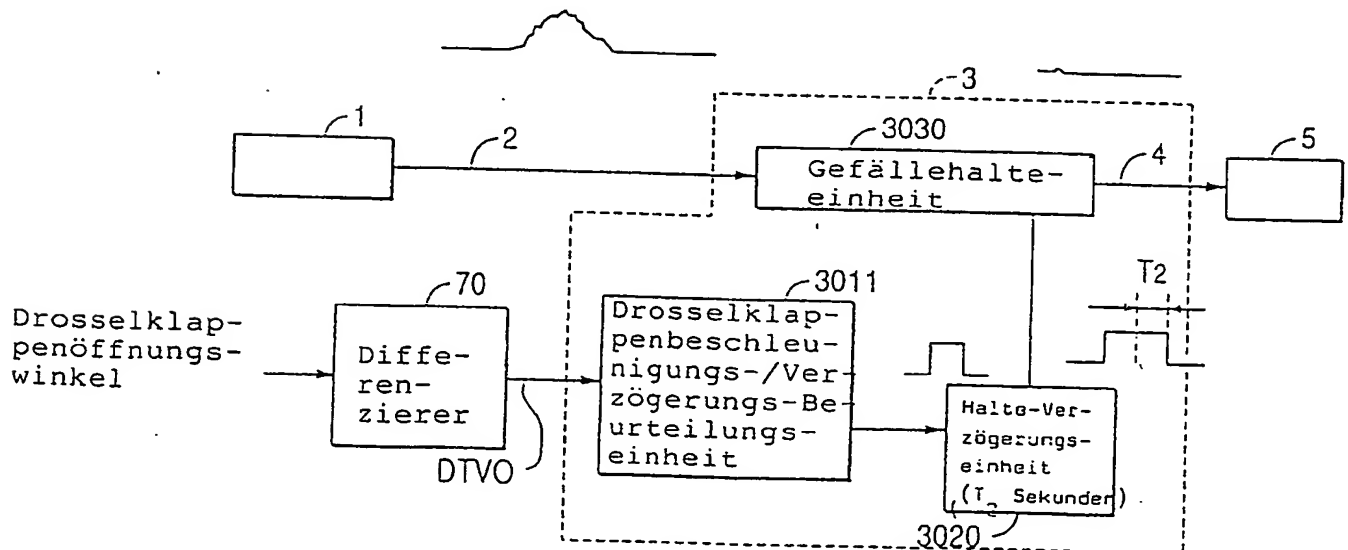 3
1
2
3030
4
5
Gefällehalte-
einheit
T2
70
3011
Drosselklap-
penöffnungs-
winkel
Diffe-
ren-
zierer
DTVO
Drosselklap-
penbeschleu-
nigungs-/Ver-
zögerungs-Be-
urteilungs-
einheit
Halte-Ver-
zögerungs-
einheit
(T2 Sekunder)
3020